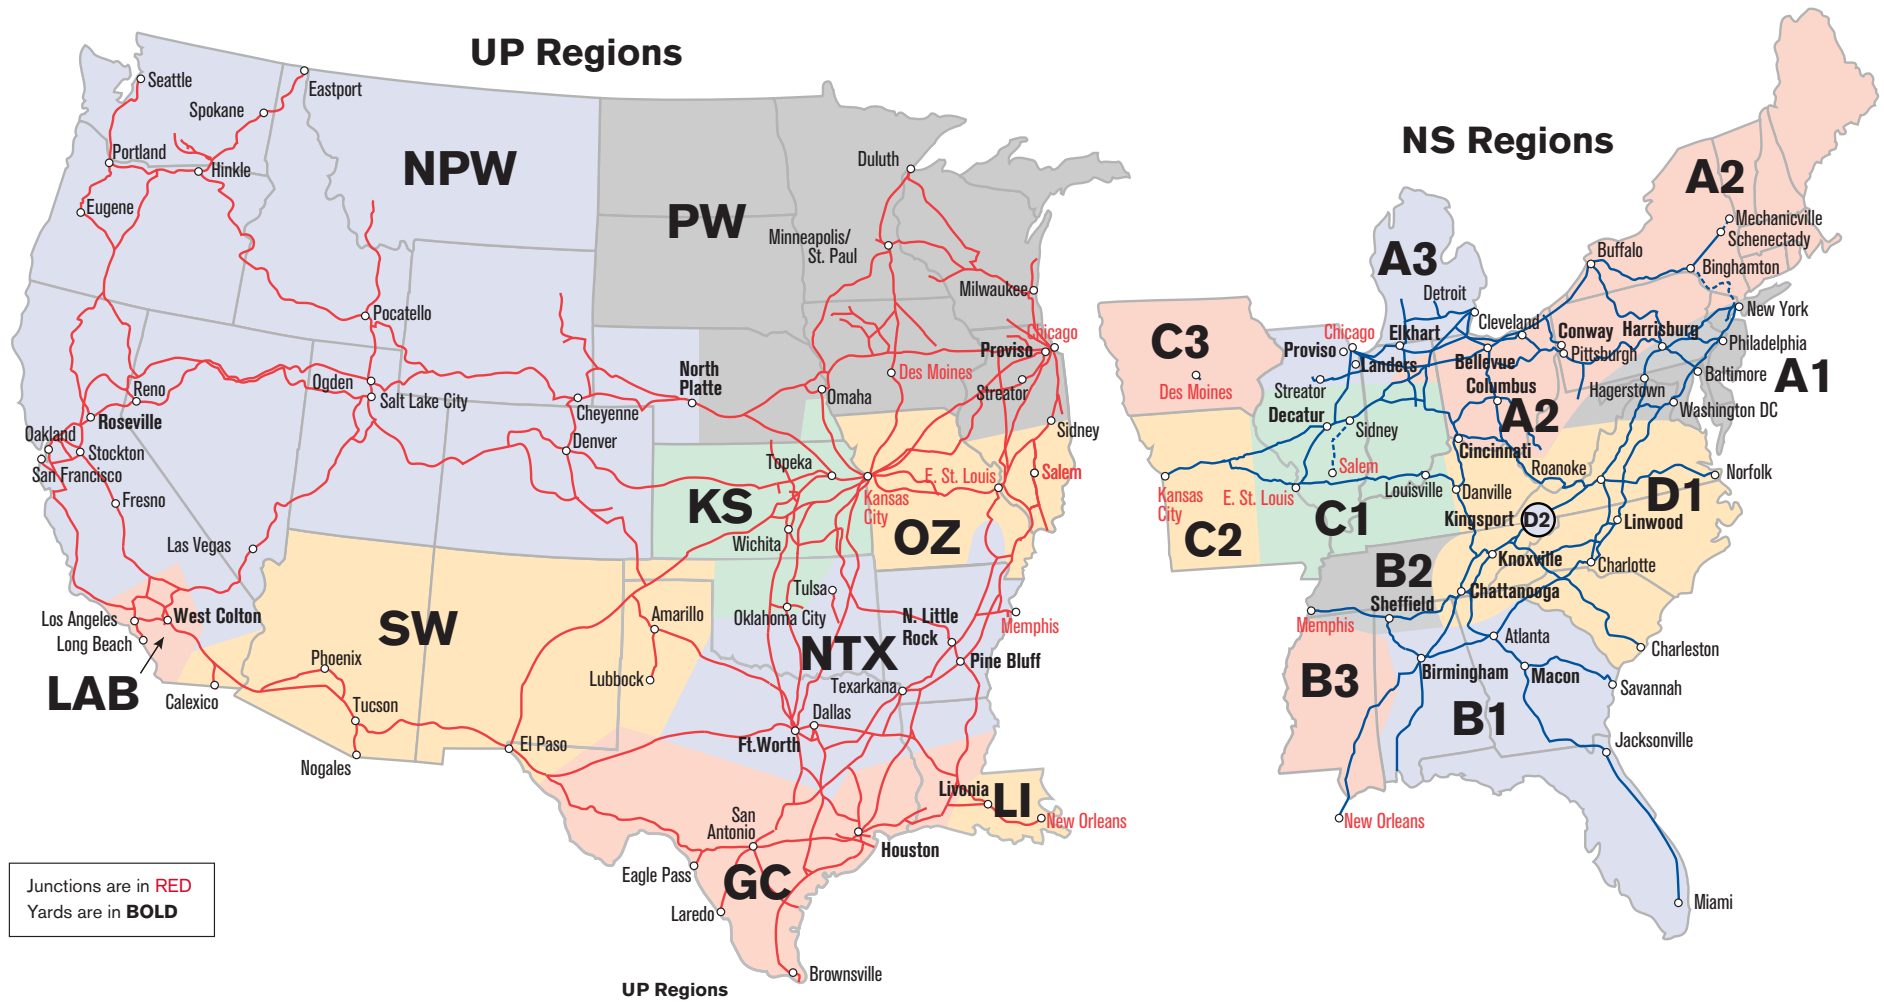 UP Regions
Seattle
Spokane
Eastport
Portland
Hinkle
Eugene
NPW
PW
Duluth
Minneapolis/
St. Paul
Milwaukee
Chicago
Proviso
Pocatello
Reno
Ogden
Salt Lake City
Roseville
North
Platte
Cheyenne
Denver
Omaha
Des Moines
Streator
Sidney
Oakland
Stockton
San Francisco
Fresno
Las Vegas
Topeka
KS
Wichita
Kansas
City
E. St. Louis
Salem
OZ
Tulsa
Oklahoma City
N. Little
Rock
Memphis
Los Angeles
West Colton
Long Beach
LAB
Calexico
SW
Phoenix
Tucson
Nogales
Amarillo
Lubbock
El Paso
NTX
Pine Bluff
Texarkana
Dallas
Ft.Worth
Livonia
LI
New Orleans
San
Antonio
Houston
Eagle Pass
GC
Laredo
Brownsville
UP Regions
Junctions are in RED
Yards are in BOLD
NS Regions
A2
Mechanicville
Schenectady
Buffalo
Binghamton
A3
Detroit
New York
Cleveland
Chicago
Elkhart
Conway
Harrisburg
Philadelphia
C3
Proviso
Landers
Bellevue
Pittsburgh
Baltimore
A1
Des Moines
Streator
Columbus
Hagerstown
Washington DC
Decatur
Sidney
A2
Cincinnati
Salem
Roanoke
Norfolk
Kansas
City
E. St. Louis
Louisville
Danville
D1
C2
C1
Kingsport
D2
Linwood
B2
Knoxville
Charlotte
Sheffield
Chattanooga
Memphis
Atlanta
Charleston
B3
Birmingham
Macon
Savannah
B1
Jacksonville
New Orleans
Miami